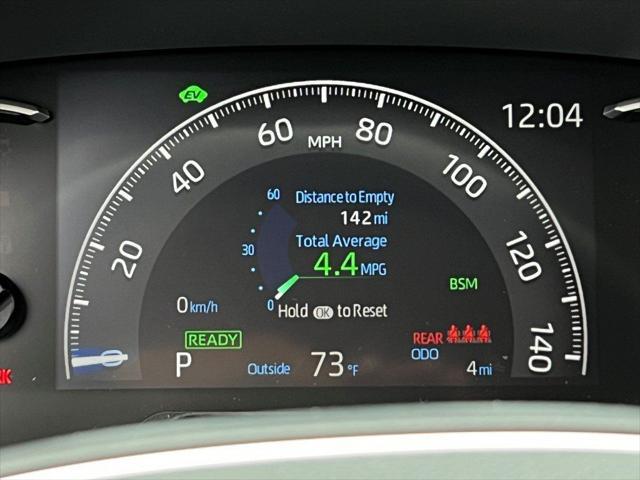 EV
12:04
0 20 40 60 80 100 120 140
MPH
60
30
0
Distance to Empty
142 mi
Total Average
4.4 MPG
Hold OK to Reset
BSM
0 km/h
READY
P
Outside 73 °F
REAR
ODO
4 mi